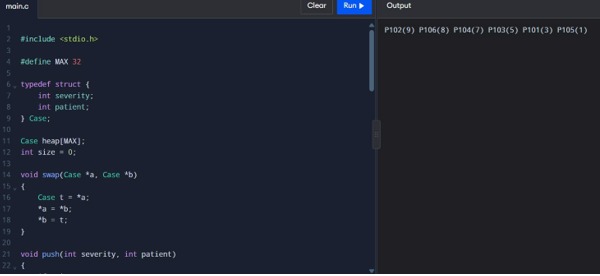 main.c
Clear
Run
Output
1
2 #include <stdio.h>
3
4 #define MAX 32
5
6 typedef struct {
7 int severity;
8 int patient;
9 } Case;
10
11 Case heap[MAX];
12 int size = 0;
13
14 void swap(Case *a, Case *b)
15 {
16 Case t = *a;
17 *a = *b;
18 *b = t;
19 }
20
21 void push(int severity, int patient)
22 {
P102(9) P106(8) P104(7) P103(5) P101(3) P105(1)